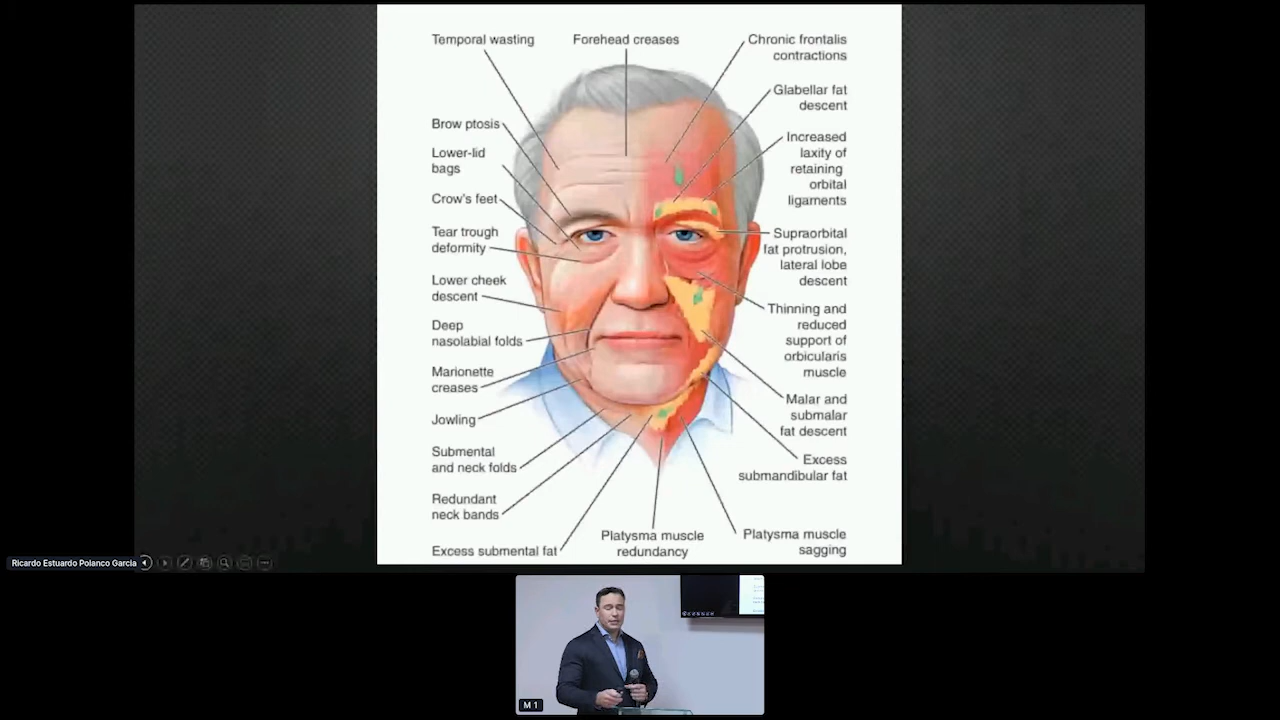 Temporal wasting
Forehead creases
Chronic frontalis
contractions
Glabellar fat
descent
Brow ptosis
Increased
laxity of
retaining
orbital
ligaments
Lower-lid
bags
Crow's feet
Tear trough
deformity
Supraorbital
fat protrusion,
lateral lobe
descent
Lower cheek
descent
Thinning and
reduced
support of
orbicularis
muscle
Deep
nasolabial folds
Marionette
creases
Malar and
submalar
fat descent
Jowling
Submental
and neck folds
Excess
submandibular fat
Redundant
neck bands
Excess submental fat
Platysma muscle
redundancy
Platysma muscle
sagging
Ricardo Estuardo Polanco Garcia
M 1